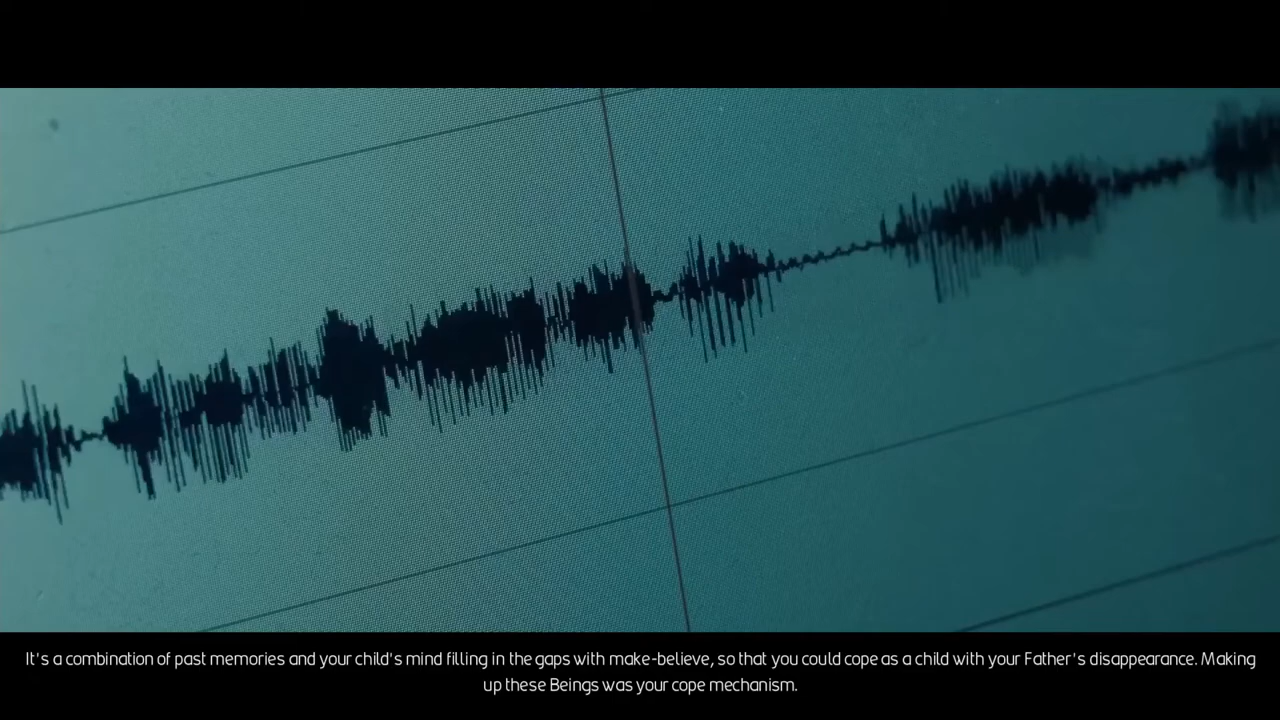 It's a combination of past memories and your child's mind filling in the gaps with make-believe, so that you could cope as a child with your Father's disappearance. Making
up these Beings was your cope mechanism.